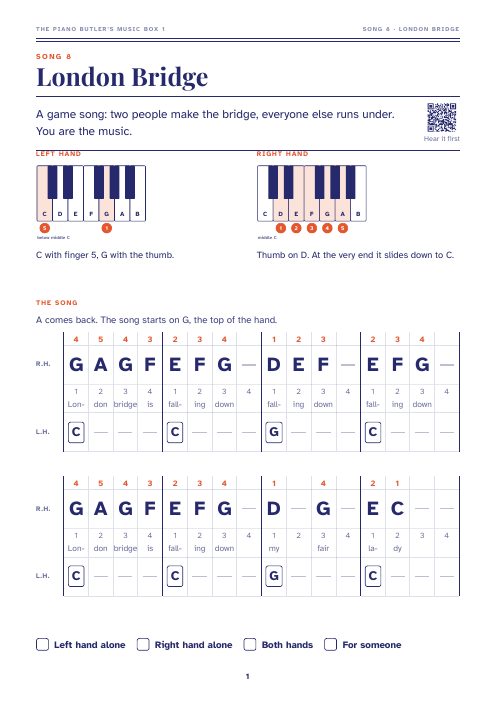 THE PIANO BUTLER'S MUSIC BOX 1 SONG 8 · LONDON BRIDGE
SONG 8
London Bridge
A game song: two people make the bridge, everyone else runs under.
You are the music.
Hear it first
LEFT HAND RIGHT HAND
C D E F G A B C D E F G A B
5 1 1 2 3 4 5
below middle C middle C
C with finger 5, G with the thumb. Thumb on D. At the very end it slides down to C.
THE SONG
A comes back. The song starts on G, the top of the hand.
4 5 4 3 2 3 4 1 2 3 2 3 4
R.H. G A G F E F G — D E F — E F G —
1 2 3 4 1 2 3 4 1 2 3 4 1 2 3 4
Lon- don bridge is fall- ing down fall- ing down fall- ing down
L.H. C — — — C — — — G — — — C — — —
4 5 4 3 2 3 4 1 4 2 1
R.H. G A G F E F G — D — G — E C — —
1 2 3 4 1 2 3 4 1 2 3 4 1 2 3 4
Lon- don bridge is fall- ing down my fair la- dy
L.H. C — — — C — — — G — — — C — — —
Left hand alone Right hand alone Both hands For someone
1